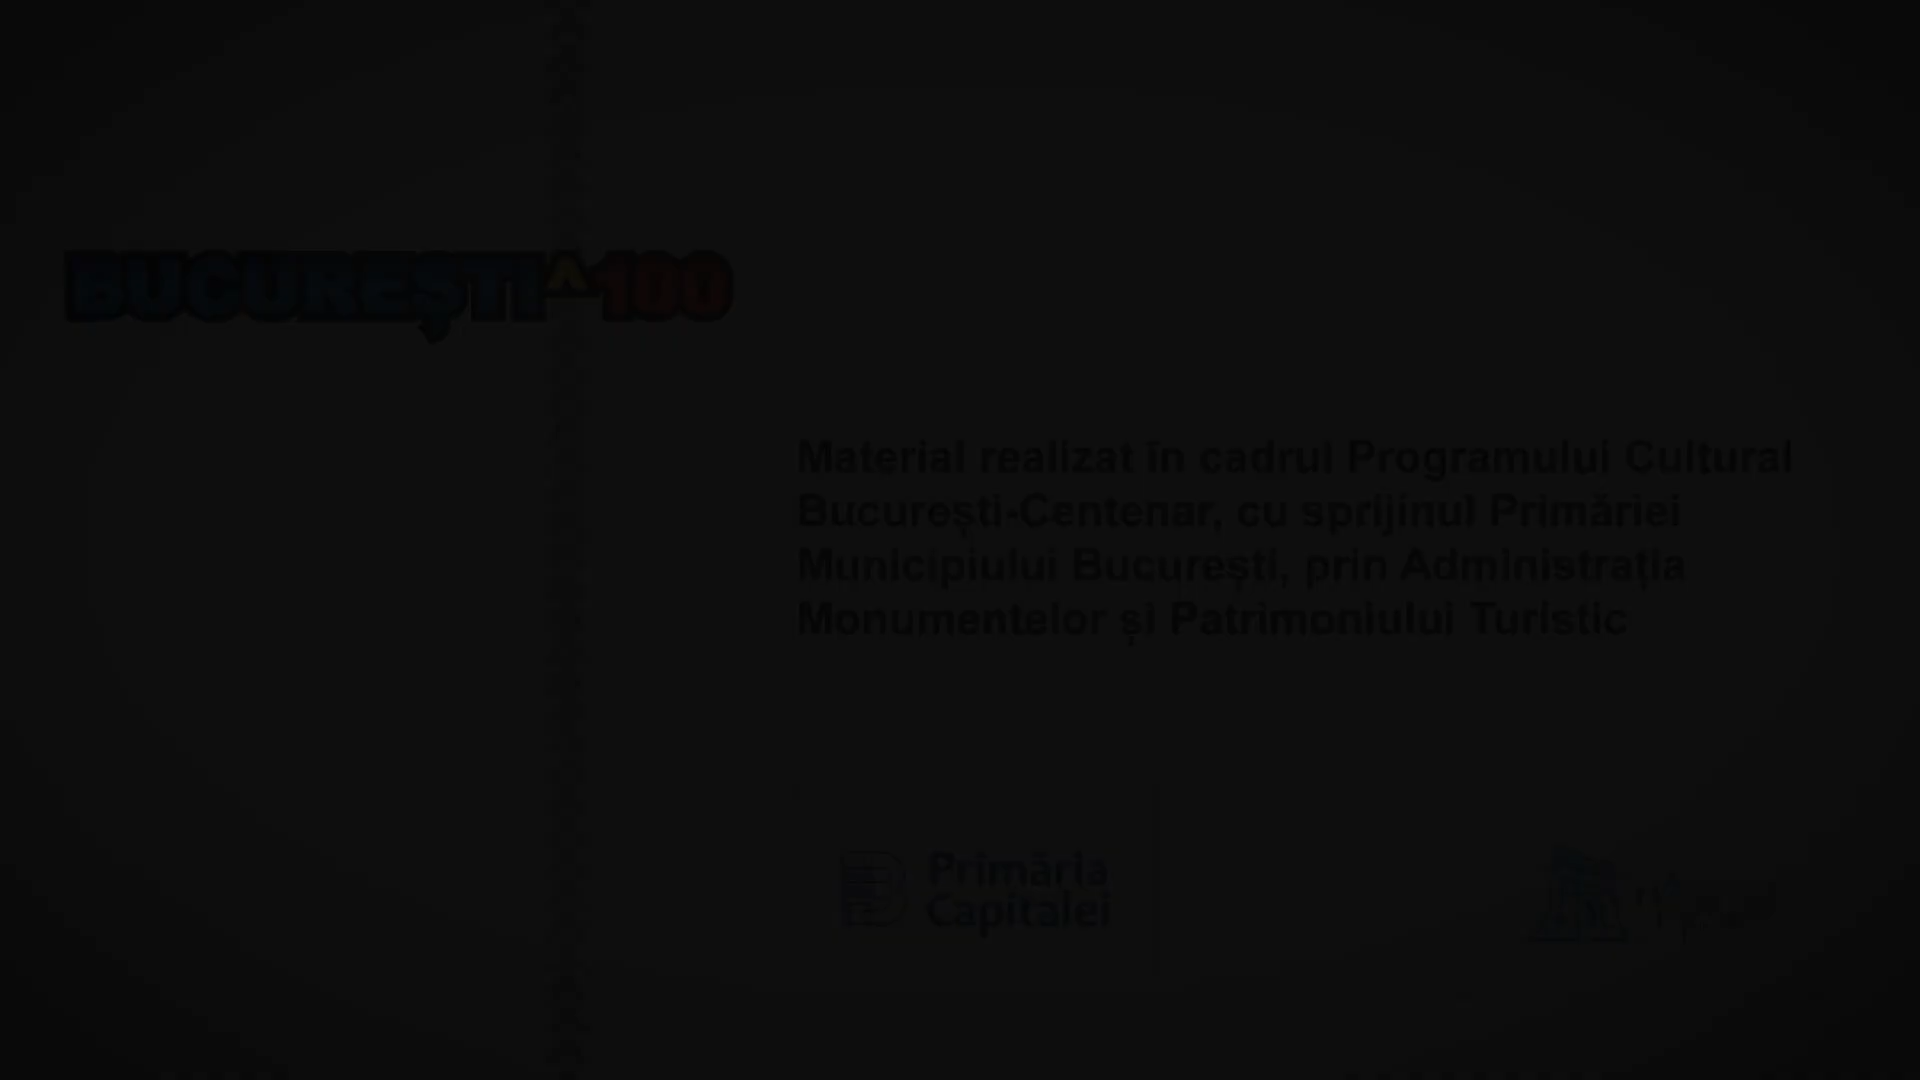 BUCUREȘTI^100
Material realizat în cadrul Programului Cultural
București-Centenar, cu sprijinul Primăriei
Municipiului București, prin Administrația
Monumentelor și Patrimoniului Turistic
Primăria
Capitalei